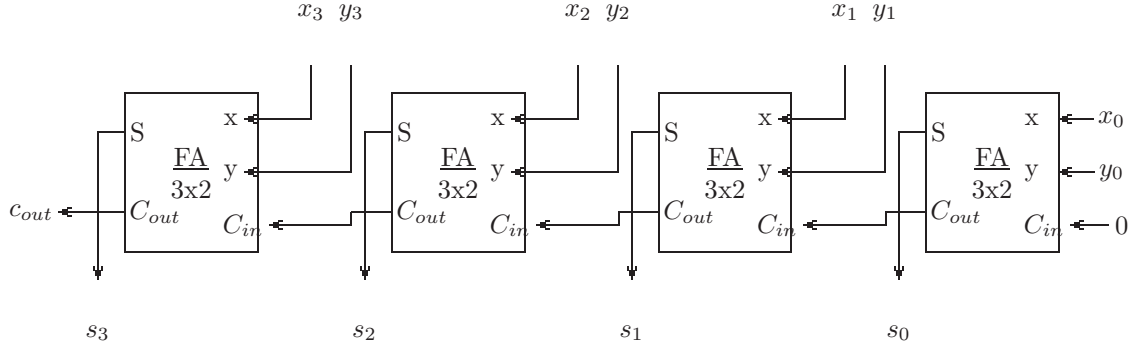 x3 y3 x2 y2 x1 y1
x x x x x0
S S S S
FA FA FA FA
y y y y y0
3x2 3x2 3x2 3x2
cout Cout Cout Cout Cout
Cin Cin Cin Cin 0
s3 s2 s1 s0